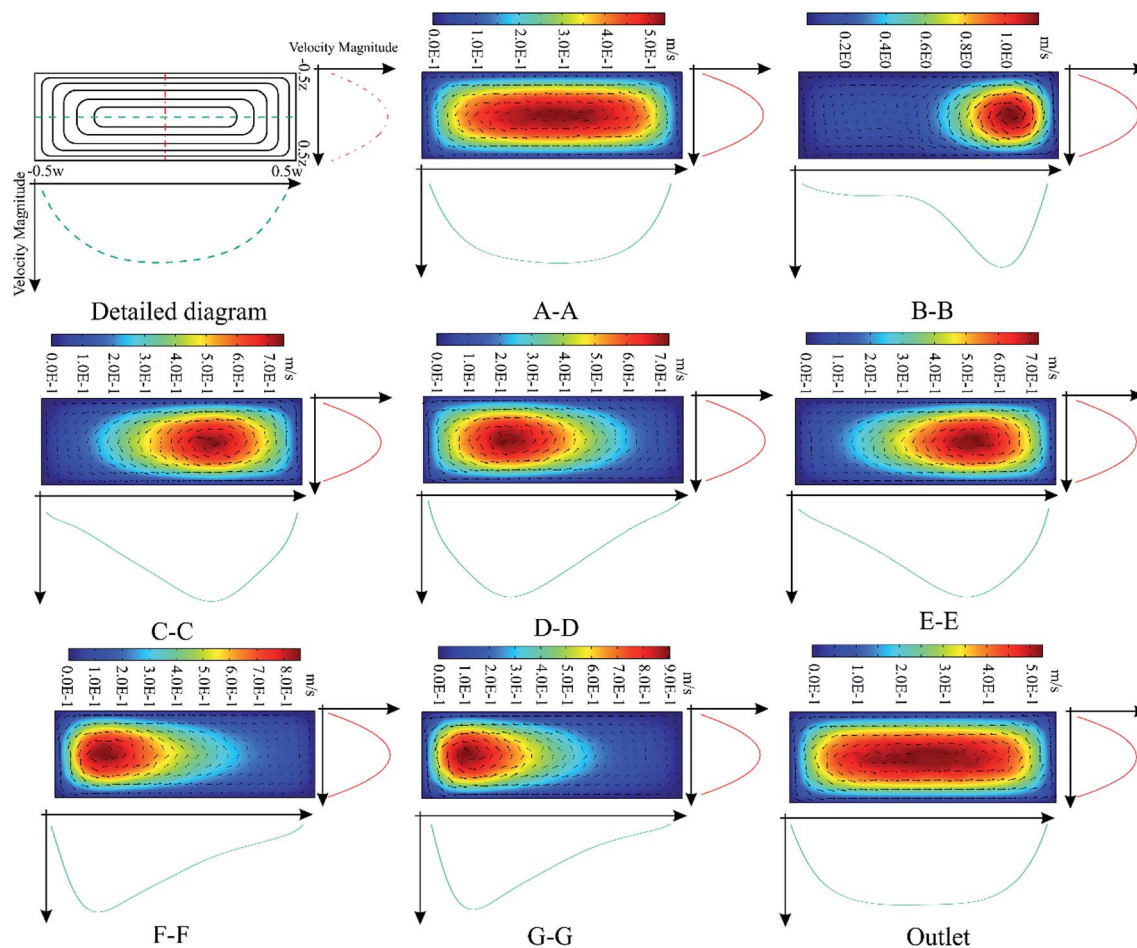 Velocity Magnitude
-0.5z
0.5z
-0.5w
0.5w
Velocity Magnitude
Detailed diagram
0.0E-1
1.0E-1
2.0E-1
3.0E-1
4.0E-1
5.0E-1
m/s
A-A
0.2E0
0.4E0
0.6E0
0.8E0
1.0E0
m/s
B-B
0.0E-1
1.0E-1
2.0E-1
3.0E-1
4.0E-1
5.0E-1
6.0E-1
7.0E-1
m/s
C-C
0.0E-1
1.0E-1
2.0E-1
3.0E-1
4.0E-1
5.0E-1
6.0E-1
7.0E-1
m/s
D-D
0.0E-1
1.0E-1
2.0E-1
3.0E-1
4.0E-1
5.0E-1
6.0E-1
7.0E-1
m/s
E-E
0.0E-1
1.0E-1
2.0E-1
3.0E-1
4.0E-1
5.0E-1
6.0E-1
7.0E-1
8.0E-1
m/s
F-F
0.0E-1
1.0E-1
2.0E-1
3.0E-1
4.0E-1
5.0E-1
6.0E-1
7.0E-1
8.0E-1
9.0E-1
m/s
G-G
0.0E-1
1.0E-1
2.0E-1
3.0E-1
4.0E-1
5.0E-1
m/s
Outlet